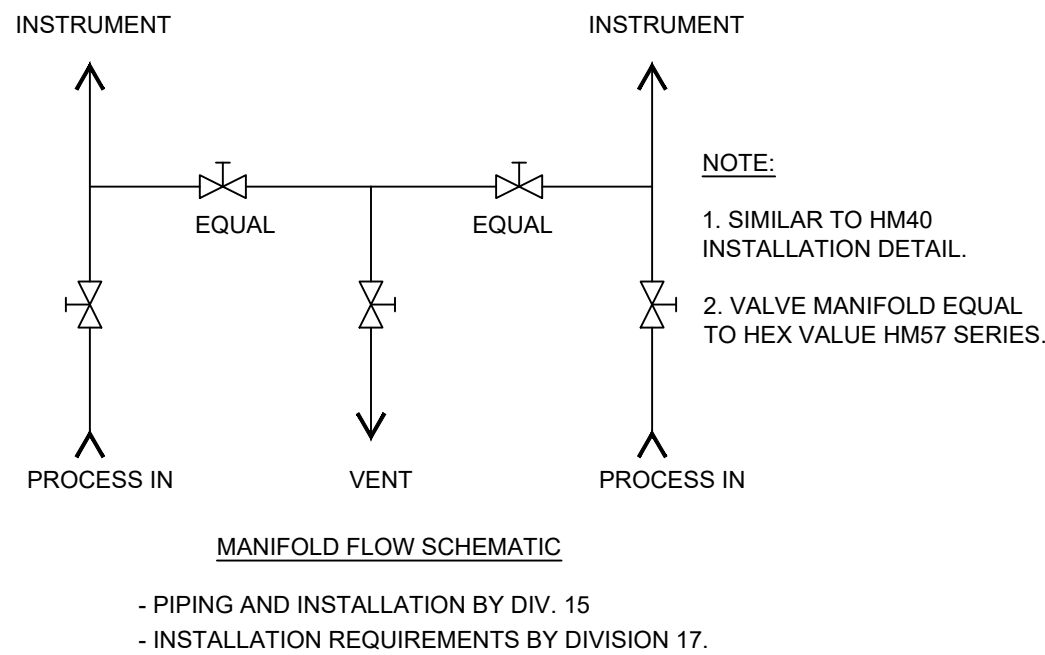 INSTRUMENT
INSTRUMENT
EQUAL
EQUAL
NOTE:
1. SIMILAR TO HM40
INSTALLATION DETAIL.
2. VALVE MANIFOLD EQUAL
TO HEX VALUE HM57 SERIES.
PROCESS IN
VENT
PROCESS IN
MANIFOLD FLOW SCHEMATIC
- PIPING AND INSTALLATION BY DIV. 15
- INSTALLATION REQUIREMENTS BY DIVISION 17.